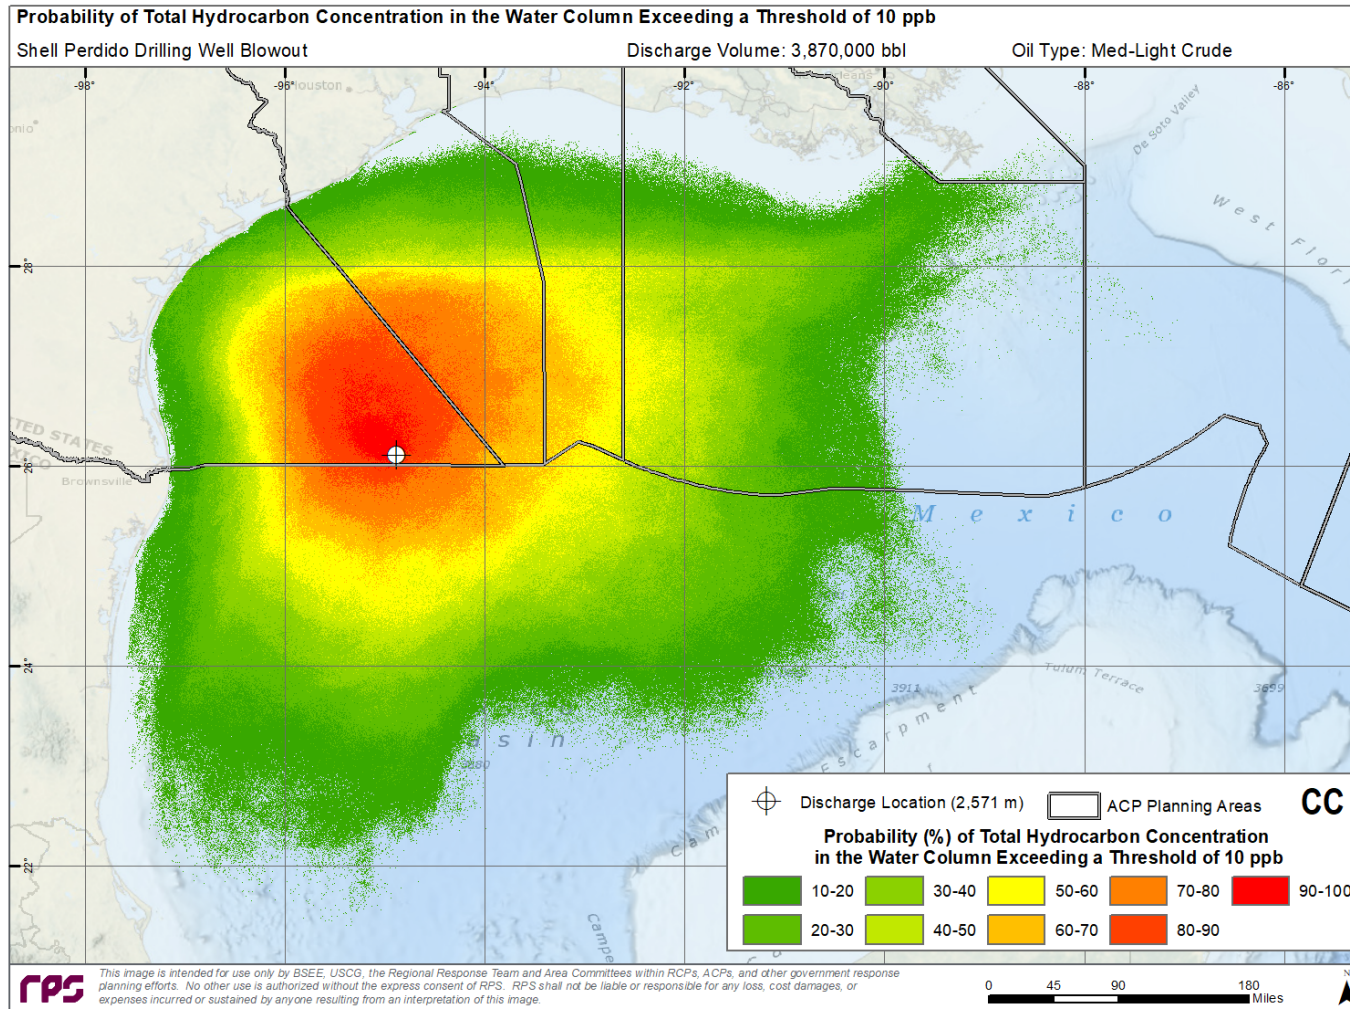 Probability of Total Hydrocarbon Concentration in the Water Column Exceeding a Threshold of 10 ppb
Shell Perdido Drilling Well Blowout Discharge Volume: 3,870,000 bbl Oil Type: Med-Light Crude
-98° -96° -94° -92° -90° -88° -86°
Houston
De Soto Valley
West Flor
28°
26°
24°
22°
Brownsville
Mexico
Tulum Terrace
3911
3699
Escarpment
asin
Cam
Campe
Discharge Location (2,571 m) ACP Planning Areas CC
Probability (%) of Total Hydrocarbon Concentration
in the Water Column Exceeding a Threshold of 10 ppb
10-20 30-40 50-60 70-80 90-100
20-30 40-50 60-70 80-90
rps
This image is intended for use only by BSEE, USCG, the Regional Response Team and Area Committees within RCPs, ACPs, and other government response
planning efforts. No other use is authorized without the express consent of RPS. RPS shall not be liable or responsible for any loss, cost damages, or
expenses incurred or sustained by anyone resulting from an interpretation of this image.
0 45 90 180
Miles